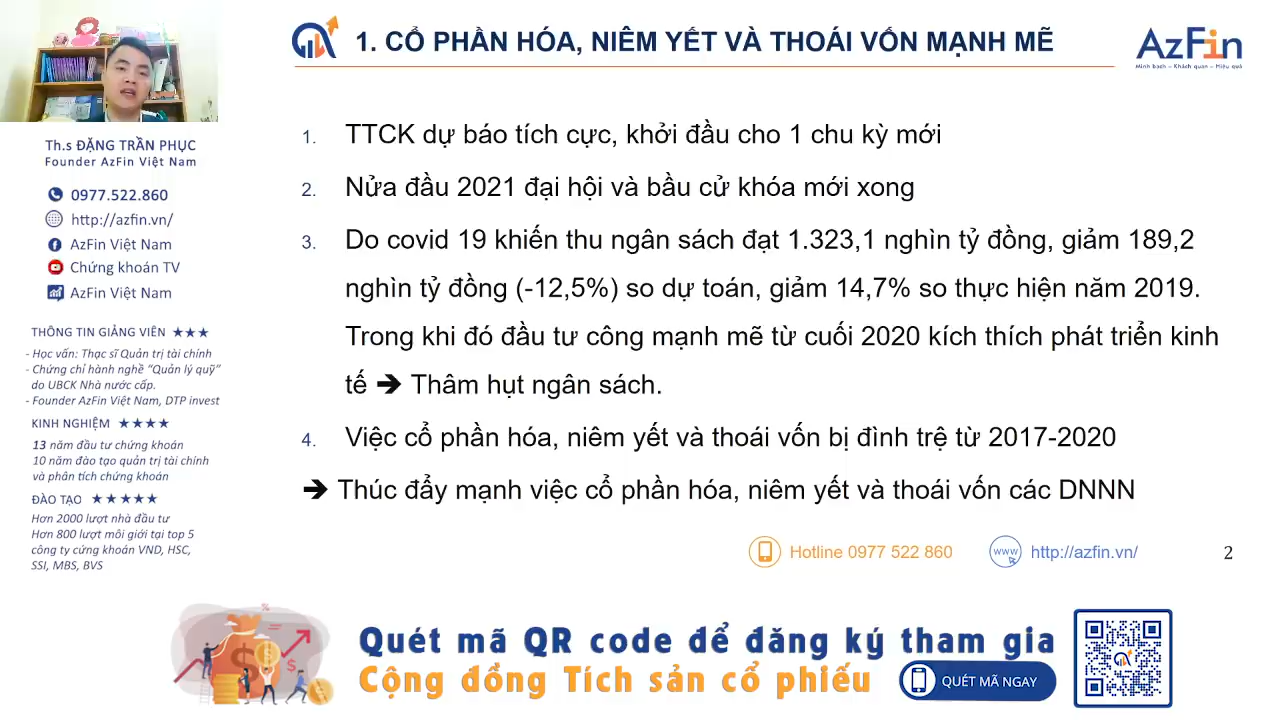 1. CỔ PHẦN HÓA, NIÊM YẾT VÀ THOÁI VỐN MẠNH MẼ
AzFin
Minh bạch – Khách quan – Hiệu quả
Th.s ĐẶNG TRẦN PHỤC
Founder AzFin Việt Nam
0977.522.860
http://azfin.vn/
AzFin Việt Nam
Chứng khoán TV
AzFin Việt Nam
THÔNG TIN GIẢNG VIÊN ★★★
- Học vấn: Thạc sĩ Quản trị tài chính
- Chứng chỉ hành nghề "Quản lý quỹ"
do UBCK Nhà nước cấp.
- Founder AzFin Việt Nam, DTP invest
KINH NGHIỆM ★★★★
13 năm đầu tư chứng khoán
10 năm đào tạo quản trị tài chính
và phân tích chứng khoán
ĐÀO TẠO ★★★★★
Hơn 2000 lượt nhà đầu tư
Hơn 800 lượt môi giới tại top 5
công ty cứng khoán VND, HSC,
SSI, MBS, BVS
1. TTCK dự báo tích cực, khởi đầu cho 1 chu kỳ mới
2. Nửa đầu 2021 đại hội và bầu cử khóa mới xong
3. Do covid 19 khiến thu ngân sách đạt 1.323,1 nghìn tỷ đồng, giảm 189,2
nghìn tỷ đồng (-12,5%) so dự toán, giảm 14,7% so thực hiện năm 2019.
Trong khi đó đầu tư công mạnh mẽ từ cuối 2020 kích thích phát triển kinh
tế ➔ Thâm hụt ngân sách.
4. Việc cổ phần hóa, niêm yết và thoái vốn bị đình trệ từ 2017-2020
➔ Thúc đẩy mạnh việc cổ phần hóa, niêm yết và thoái vốn các DNNN
Hotline 0977 522 860
www
http://azfin.vn/
2
Quét mã QR code để đăng ký tham gia
Cộng đồng Tích sản cổ phiếu
QUÉT MÃ NGAY